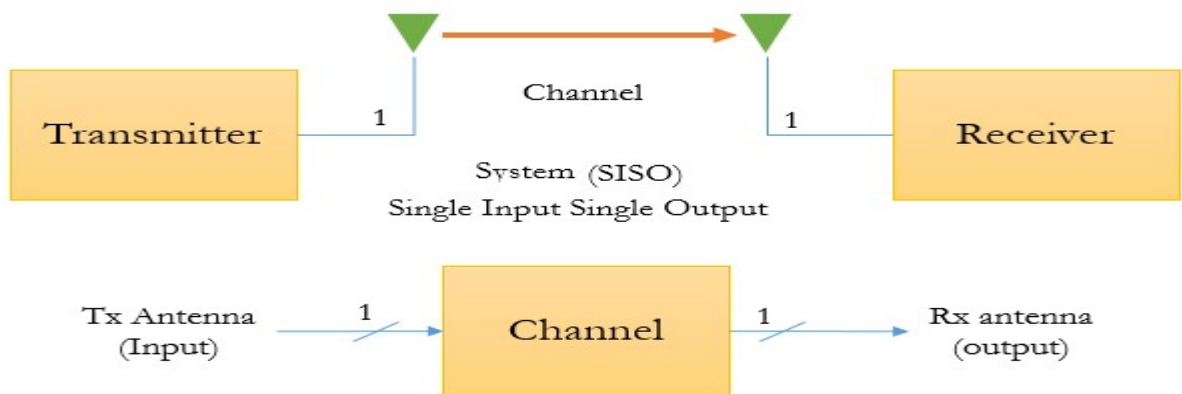 Transmitter
1
Channel
1
Receiver
System (SISO)
Single Input Single Output
Tx Antenna
(Input)
1
Channel
1
Rx antenna
(output)